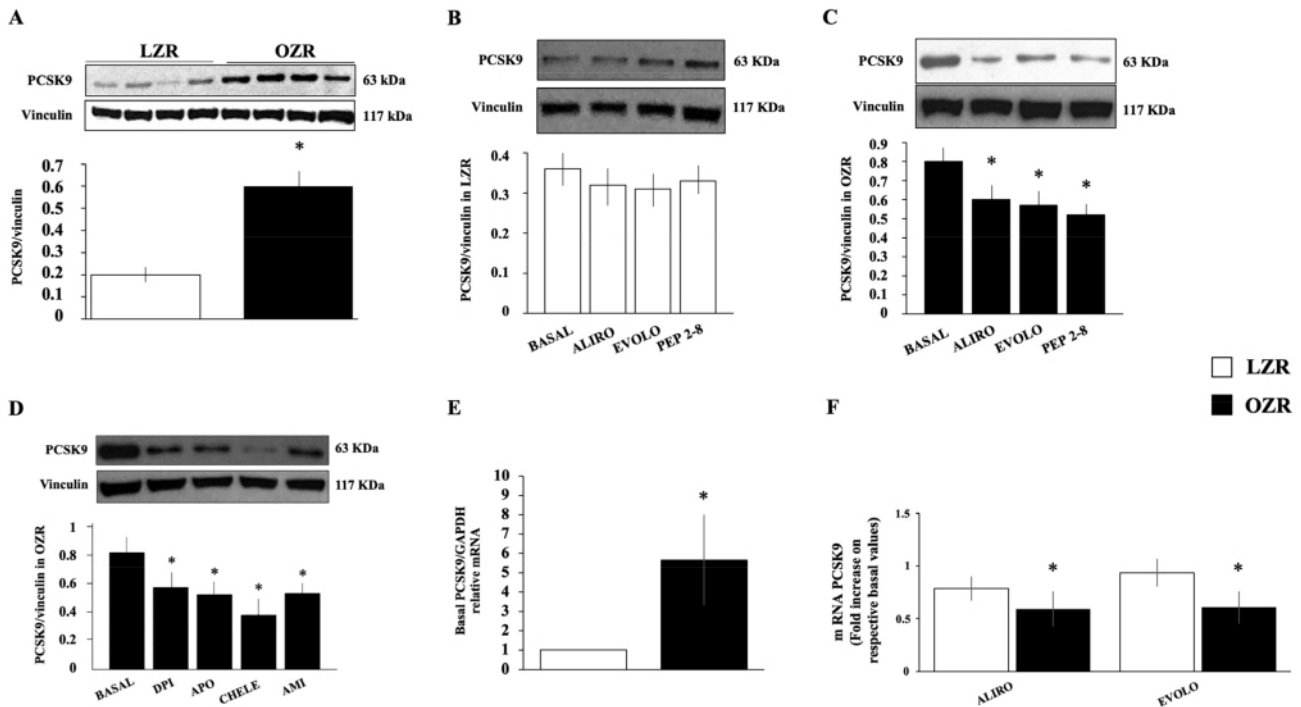 A
LZR OZR
PCSK9 63 kDa
Vinculin 117 kDa
*
PCSK9/vinculin
0.7
0.6
0.5
0.4
0.3
0.2
0.1
0
B
PCSK9 63 KDa
Vinculin 117 KDa
PCSK9/vinculin in LZR
0.4
0.3
0.2
0.1
0
BASAL ALIRO EVOLO PEP 2-8
C
PCSK9 63 KDa
Vinculin 117 KDa
PCSK9/vinculin in OZR
0.9
0.8
0.7
0.6
0.5
0.4
0.3
0.2
0.1
0
* * *
BASAL ALIRO EVOLO PEP 2-8
LZR
OZR
D
PCSK9 63 KDa
Vinculin 117 KDa
PCSK9/vinculin in OZR
1
0.8
0.6
0.4
0.2
0
* * * *
BASAL DPI APO CHELE AMI
E
Basal PCSK9/GAPDH
relative mRNA
10
9
8
7
6
5
4
3
2
1
0
*
F
m RNA PCSK9
(Fold increase on
respective basal values)
1.5
1
0.5
0
* *
ALIRO EVOLO